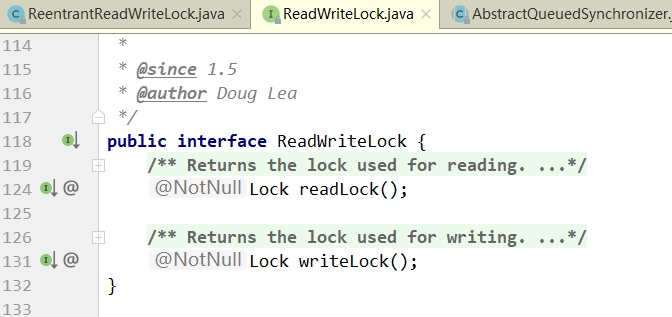 ReentrantReadWriteLock.java × ReadWriteLock.java × AbstractQueuedSynchronizer.
114 *
115 * @since 1.5
116 * @author Doug Lea
117 */
118 public interface ReadWriteLock {
119 /** Returns the lock used for reading. ...*/
124 @ @NotNull Lock readLock();
125
126 /** Returns the lock used for writing. ...*/
131 @ @NotNull Lock writeLock();
132 }
133